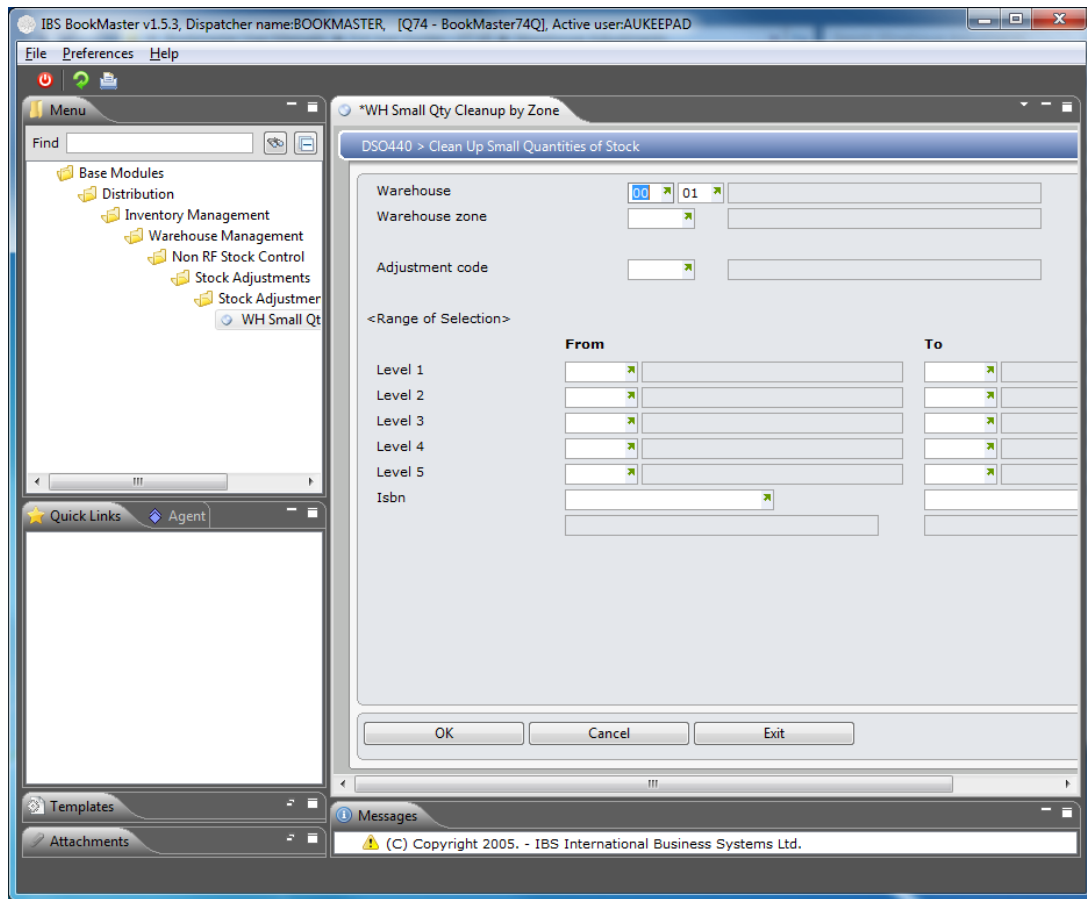 IBS BookMaster v1.5.3, Dispatcher name:BOOKMASTER, [Q74 - BookMaster74Q], Active user:AUKEEPAD
File Preferences Help
Menu
*WH Small Qty Cleanup by Zone
Find
DSO440 > Clean Up Small Quantities of Stock
Base Modules
Distribution
Inventory Management
Warehouse Management
Non RF Stock Control
Stock Adjustments
Stock Adjustmer
WH Small Qt
Warehouse 00 01
Warehouse zone
Adjustment code
<Range of Selection>
From To
Level 1
Level 2
Level 3
Level 4
Level 5
Isbn
Quick Links Agent
OK Cancel Exit
Templates
Attachments
Messages
(C) Copyright 2005. - IBS International Business Systems Ltd.